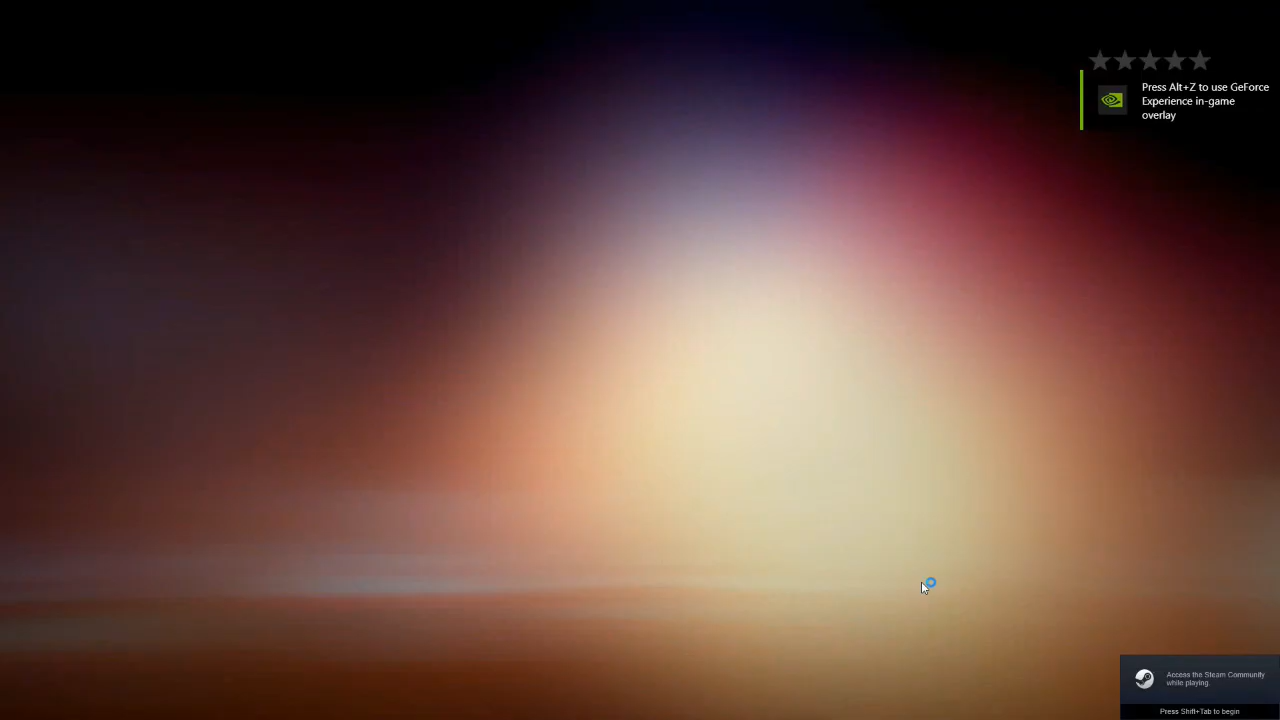 Press Alt+Z to use GeForce
Experience in-game
overlay
Access the Steam Community
while playing.
Press Shift+Tab to begin